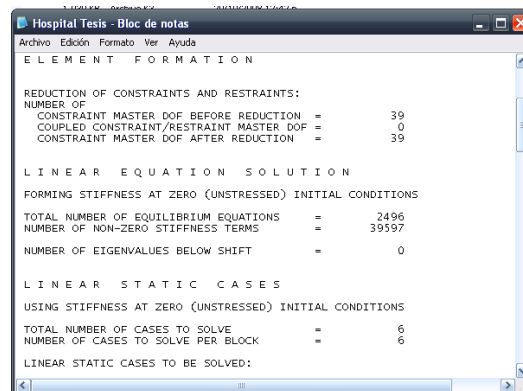 Hospital Tesis - Bloc de notas
Archivo Edición Formato Ver Ayuda
E L E M E N T F O R M A T I O N
REDUCTION OF CONSTRAINTS AND RESTRAINTS:
NUMBER OF
CONSTRAINT MASTER DOF BEFORE REDUCTION = 39
COUPLED CONSTRAINT/RESTRAINT MASTER DOF = 0
CONSTRAINT MASTER DOF AFTER REDUCTION = 39
L I N E A R E Q U A T I O N S O L U T I O N
FORMING STIFFNESS AT ZERO (UNSTRESSED) INITIAL CONDITIONS
TOTAL NUMBER OF EQUILIBRIUM EQUATIONS = 2496
NUMBER OF NON-ZERO STIFFNESS TERMS = 39597
NUMBER OF EIGENVALUES BELOW SHIFT = 0
L I N E A R S T A T I C C A S E S
USING STIFFNESS AT ZERO (UNSTRESSED) INITIAL CONDITIONS
TOTAL NUMBER OF CASES TO SOLVE = 6
NUMBER OF CASES TO SOLVE PER BLOCK = 6
LINEAR STATIC CASES TO BE SOLVED: